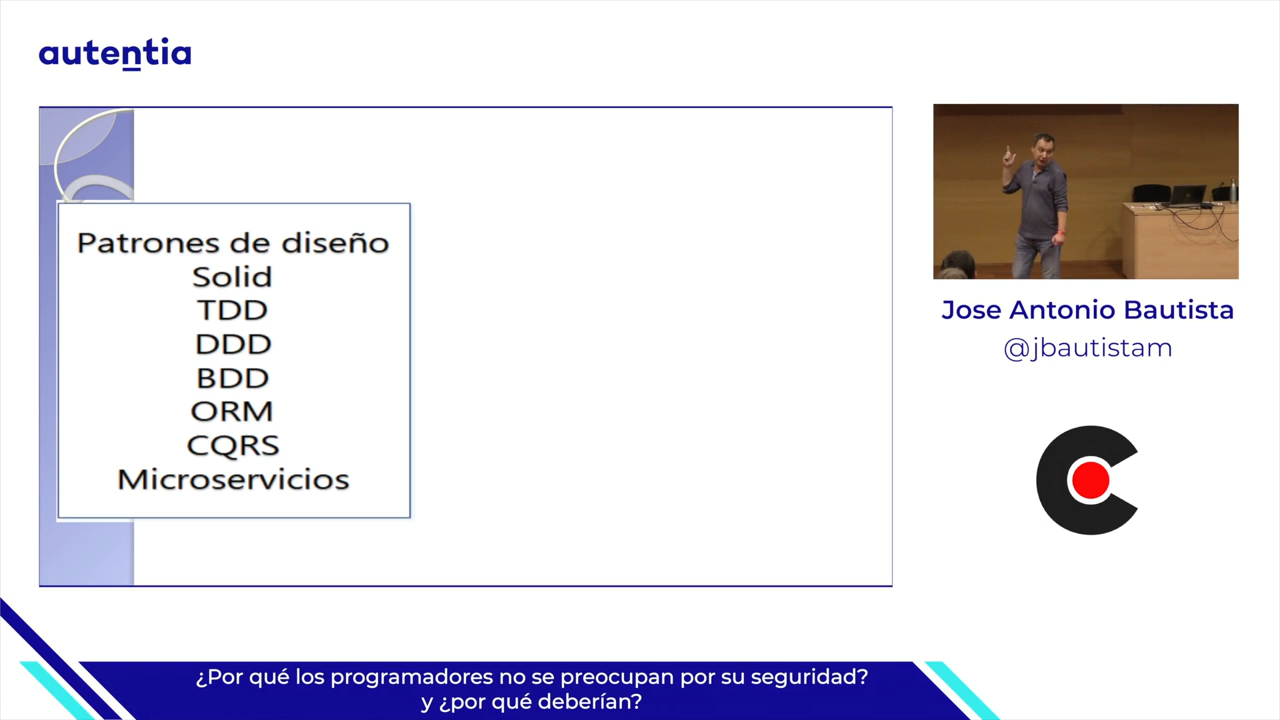 autentia
Patrones de diseño
Solid
TDD
DDD
BDD
ORM
CQRS
Microservicios
Jose Antonio Bautista
@jbautistam
¿Por qué los programadores no se preocupan por su seguridad?
y ¿por qué deberían?